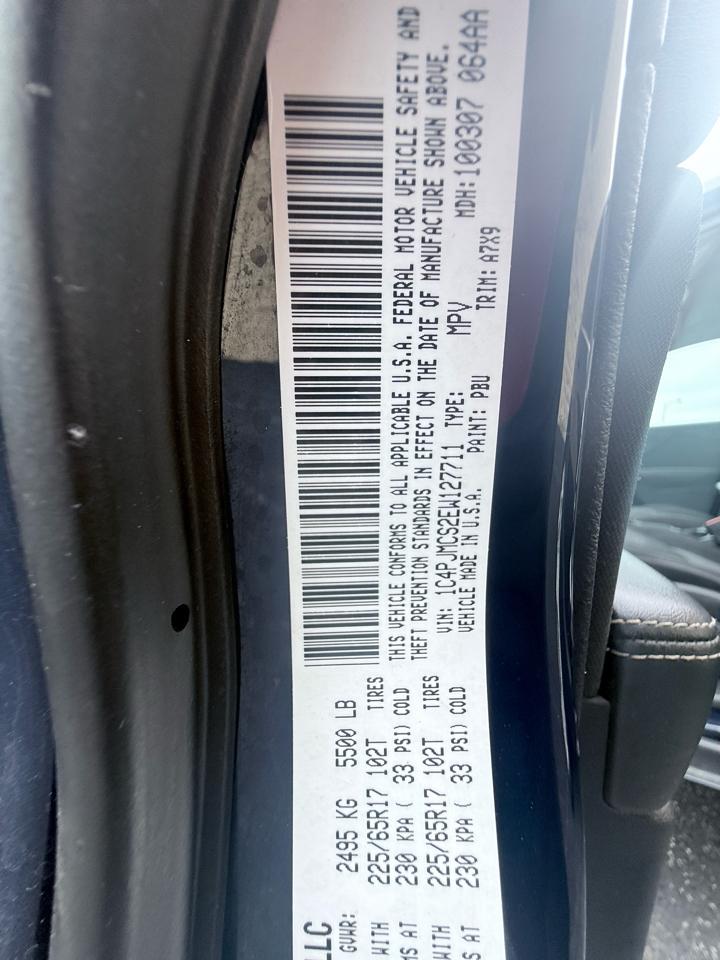 LLC
GVWR: 2495 KG 5500 LB
WITH 225/65R17 102T TIRES
MS AT 230 KPA ( 33 PSI) COLD
WITH 225/65R17 102T TIRES
S AT 230 KPA ( 33 PSI) COLD
THIS VEHICLE CONFORMS TO ALL APPLICABLE U.S.A. FEDERAL MOTOR VEHICLE SAFETY AND
THEFT PREVENTION STANDARDS IN EFFECT ON THE DATE OF MANUFACTURE SHOWN ABOVE.
VIN: 1C4PJMCS2EW127711 TYPE: MPV MDH:100307 064AA
VEHICLE MADE IN U.S.A. PAINT: PBU TRIM: A7X9